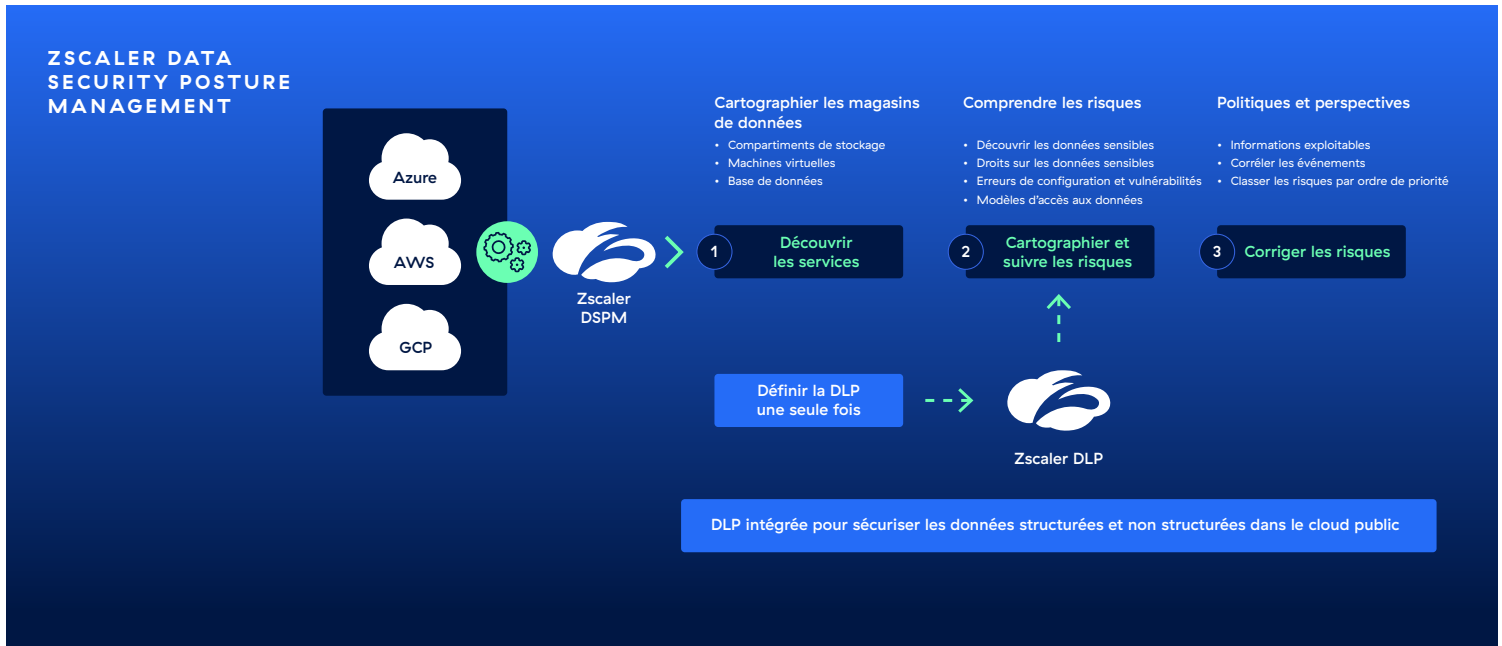 ZSCALER DATA
SECURITY POSTURE
MANAGEMENT
Azure
AWS
GCP
Zscaler
DSPM
Cartographier les magasins
de données
• Compartiments de stockage
• Machines virtuelles
• Base de données
1
Découvrir
les services
Comprendre les risques
• Découvrir les données sensibles
• Droits sur les données sensibles
• Erreurs de configuration et vulnérabilités
• Modèles d'accès aux données
2
Cartographier et
suivre les risques
Politiques et perspectives
• Informations exploitables
• Corréler les événements
• Classer les risques par ordre de priorité
3
Corriger les risques
Définir la DLP
une seule fois
Zscaler DLP
DLP intégrée pour sécuriser les données structurées et non structurées dans le cloud public